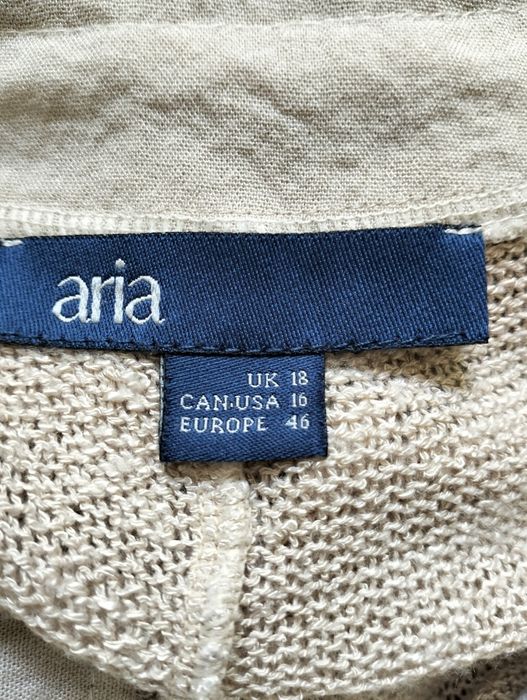 aria
UK 18
CAN·USA 16
EUROPE 46